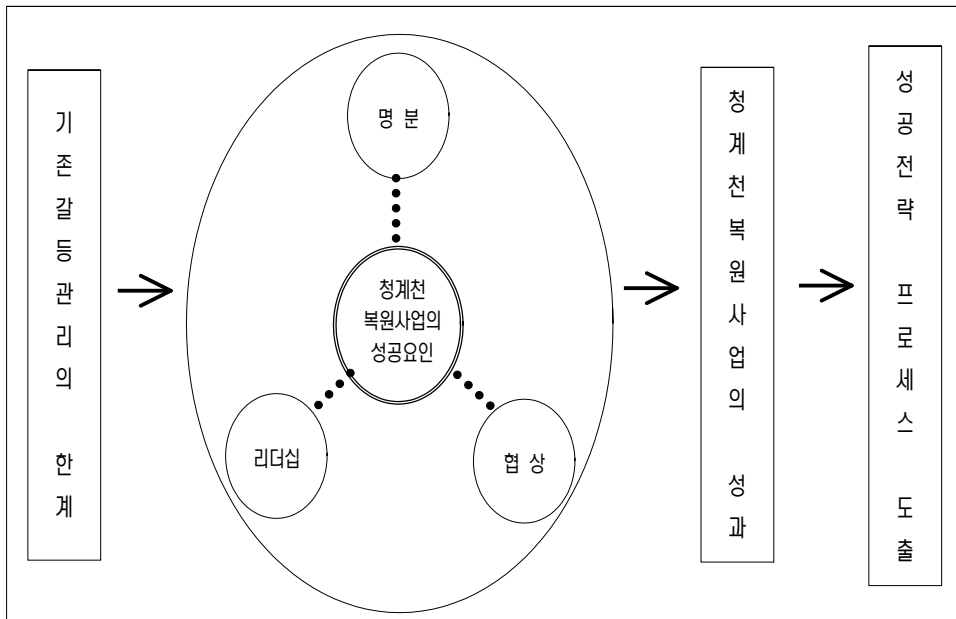 기존갈등관리의 한계
명 분
청계천
복원사업의
성공요인
리더십
협 상
청계천복원사업의 성과
성공전략 프로세스 도출